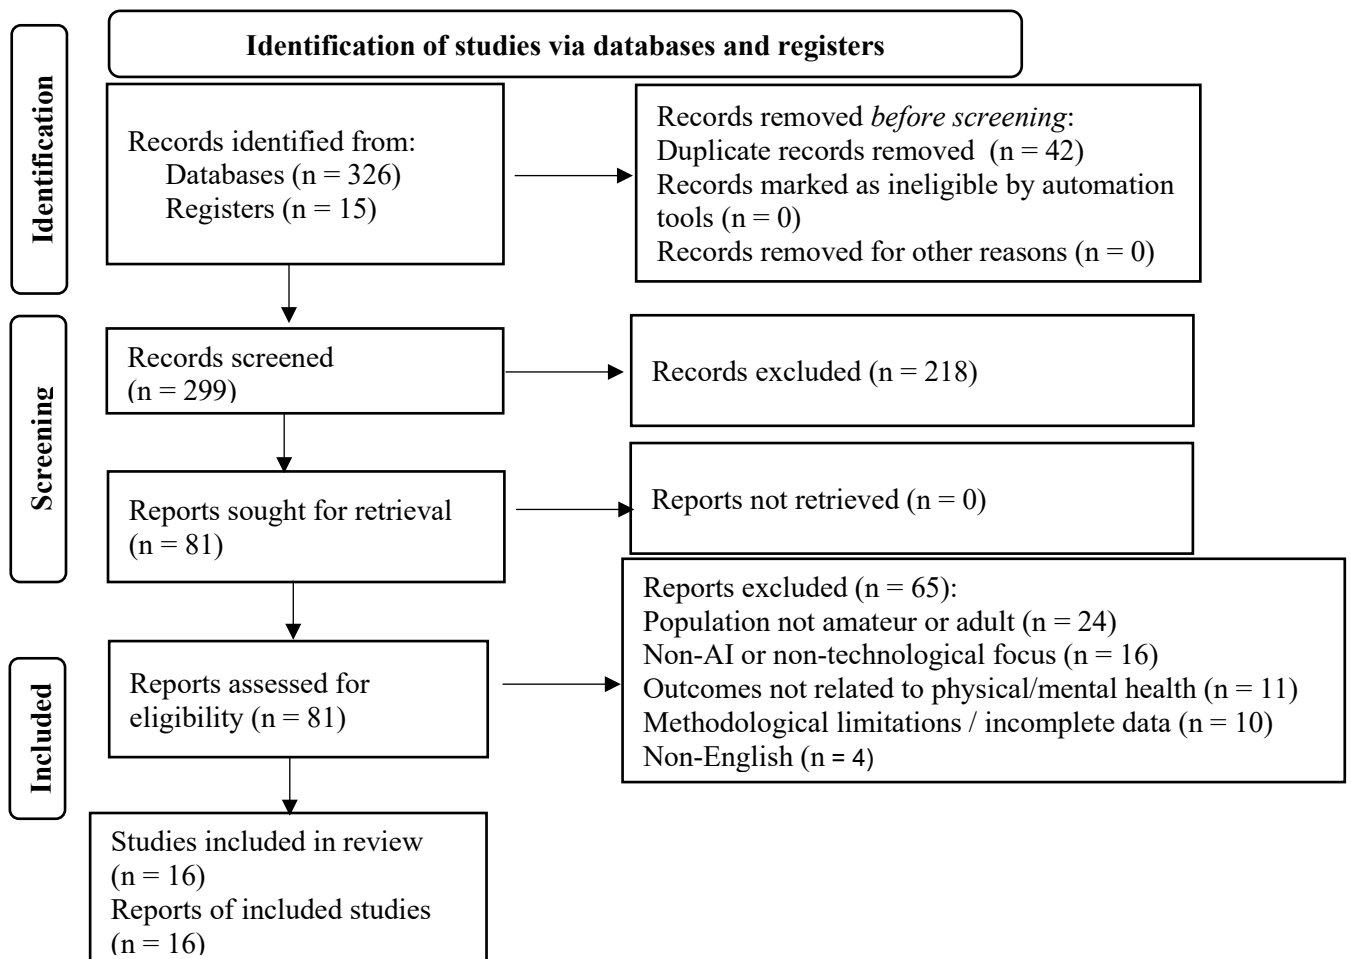 Identification of studies via databases and registers
Identification
Records identified from:
Databases (n = 326)
Registers (n = 15)
Records removed before screening:
Duplicate records removed (n = 42)
Records marked as ineligible by automation
tools (n = 0)
Records removed for other reasons (n = 0)
Screening
Records screened
(n = 299)
Records excluded (n = 218)
Reports sought for retrieval
(n = 81)
Reports not retrieved (n = 0)
Included
Reports assessed for
eligibility (n = 81)
Reports excluded (n = 65):
Population not amateur or adult (n = 24)
Non-AI or non-technological focus (n = 16)
Outcomes not related to physical/mental health (n = 11)
Methodological limitations / incomplete data (n = 10)
Non-English (n = 4)
Studies included in review
(n = 16)
Reports of included studies
(n = 16)